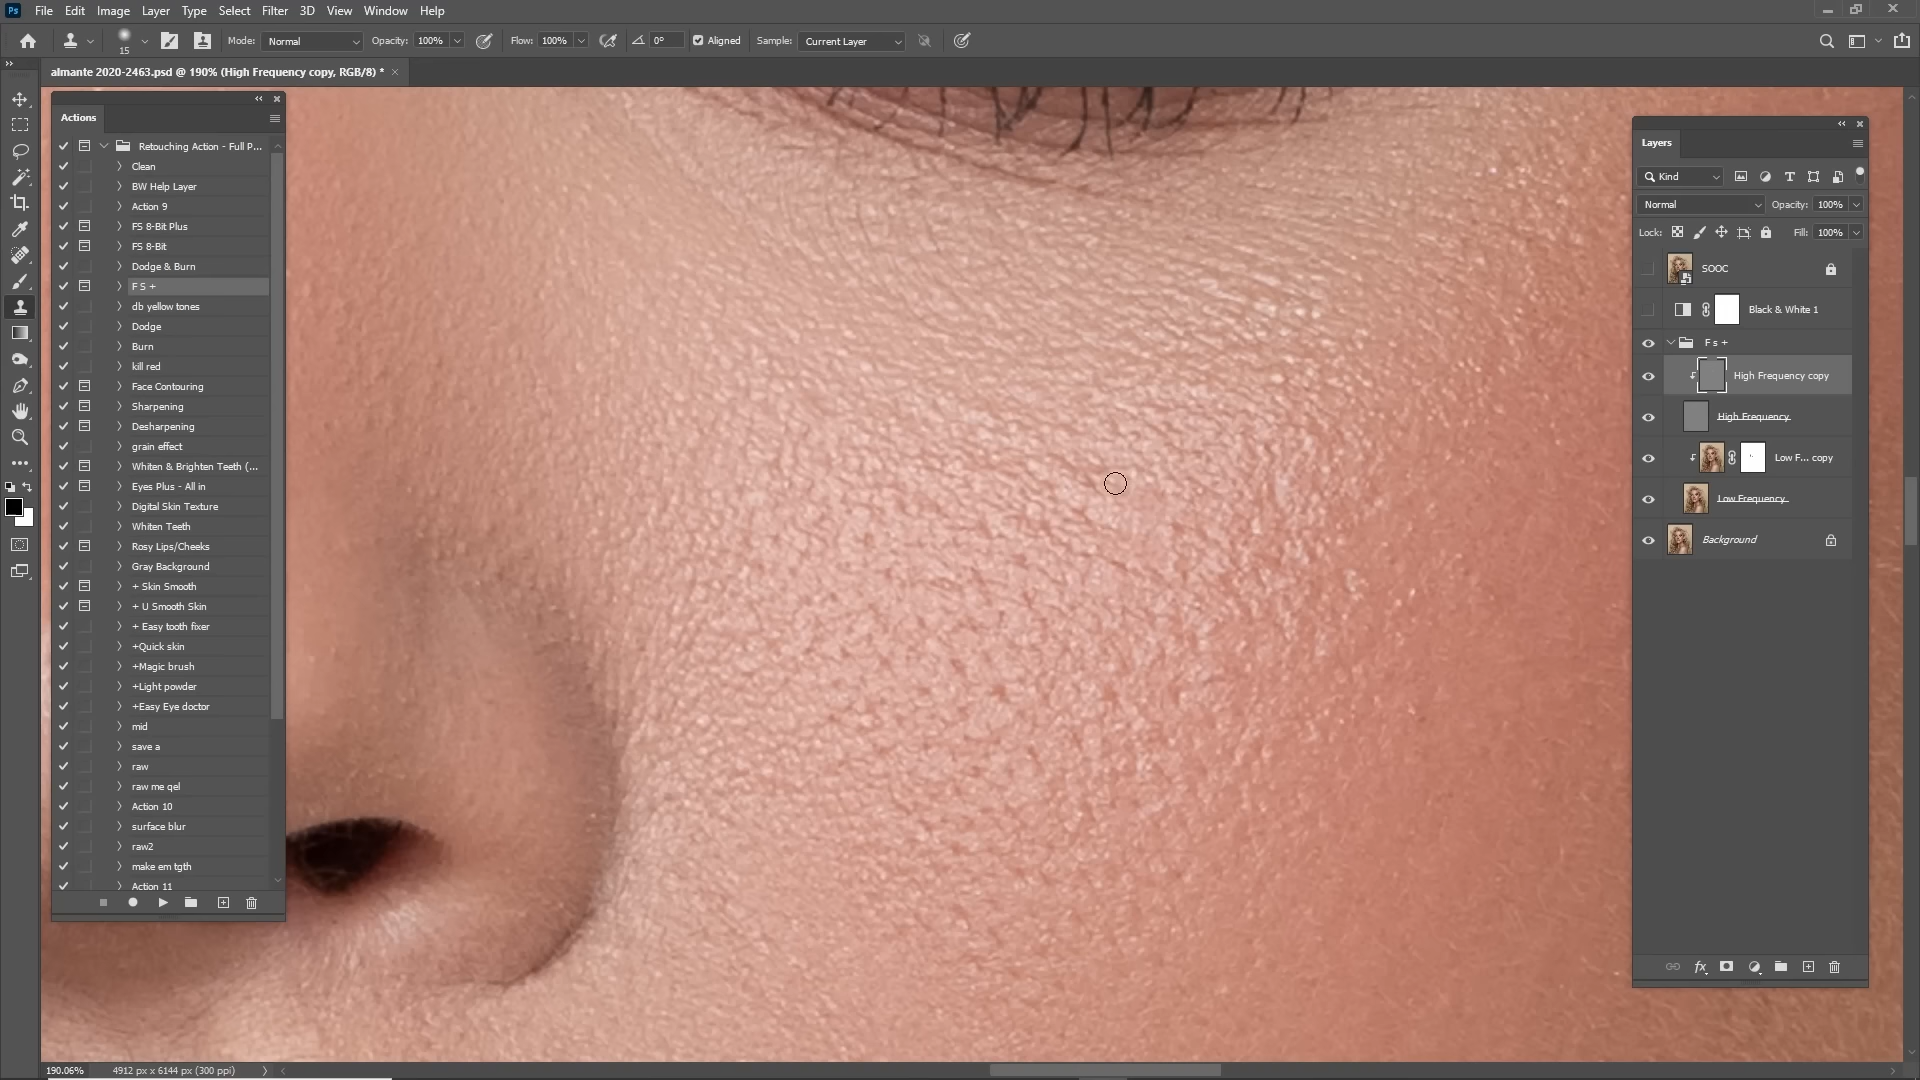 Ps File Edit Image Layer Type Select Filter 3D View Window Help
15 Mode: Normal Opacity: 100% Flow: 100% 0° Aligned Sample: Current Layer
almante 2020-2463.psd @ 190% (High Frequency copy, RGB/8) *
Actions
Retouching Action - Full P...
Clean
BW Help Layer
Action 9
FS 8-Bit Plus
FS 8-Bit
Dodge & Burn
F S +
db yellow tones
Dodge
Burn
kill red
Face Contouring
Sharpening
Desharpening
grain effect
Whiten & Brighten Teeth (...
Eyes Plus - All in
Digital Skin Texture
Whiten Teeth
Rosy Lips/Cheeks
Gray Background
+ Skin Smooth
+ U Smooth Skin
+ Easy tooth fixer
+Quick skin
+Magic brush
+Light powder
+Easy Eye doctor
mid
save a
raw
raw me qel
Action 10
surface blur
raw2
make em tgth
Action 11
Layers
Kind
Normal Opacity: 100%
Lock: Fill: 100%
SOOC
Black & White 1
F s +
High Frequency copy
High Frequency
Low F... copy
Low Frequency
Background
190.06% 4912 px x 6144 px (300 ppi)